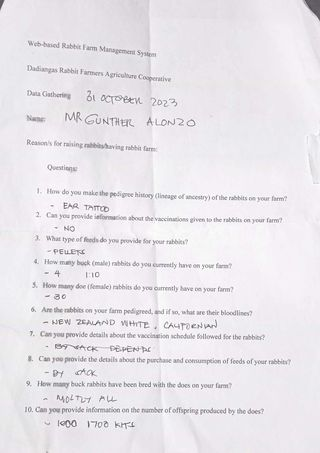 Web-based Rabbit Farm Management System
Dadiangas Rabbit Farmers Agriculture Cooperative
Data Gathering 31 OCTOBER 2023
Name: MR GUNTHER ALONZO
Reason/s for raising rabbits/having rabbit farm:
Questions:
1. How do you make the pedigree history (lineage of ancestry) of the rabbits on your farm?
- EAR TATTOO
2. Can you provide information about the vaccinations given to the rabbits on your farm?
- NO
3. What type of feeds do you provide for your rabbits?
- PELLETS
4. How many buck (male) rabbits do you currently have on your farm?
- 4 1:10
5. How many doe (female) rabbits do you currently have on your farm?
- 30
6. Are the rabbits on your farm pedigreed, and if so, what are their bloodlines?
- NEW ZEALAND WHITE, CALIFORNIAN
7. Can you provide details about the vaccination schedule followed for the rabbits?
8. Can you provide the details about the purchase and consumption of feeds of your rabbits?
- BY SACK
9. How many buck rabbits have been bred with the does on your farm?
- MOSTLY ALL
10. Can you provide information on the number of offspring produced by the does?
- 1700 KITS